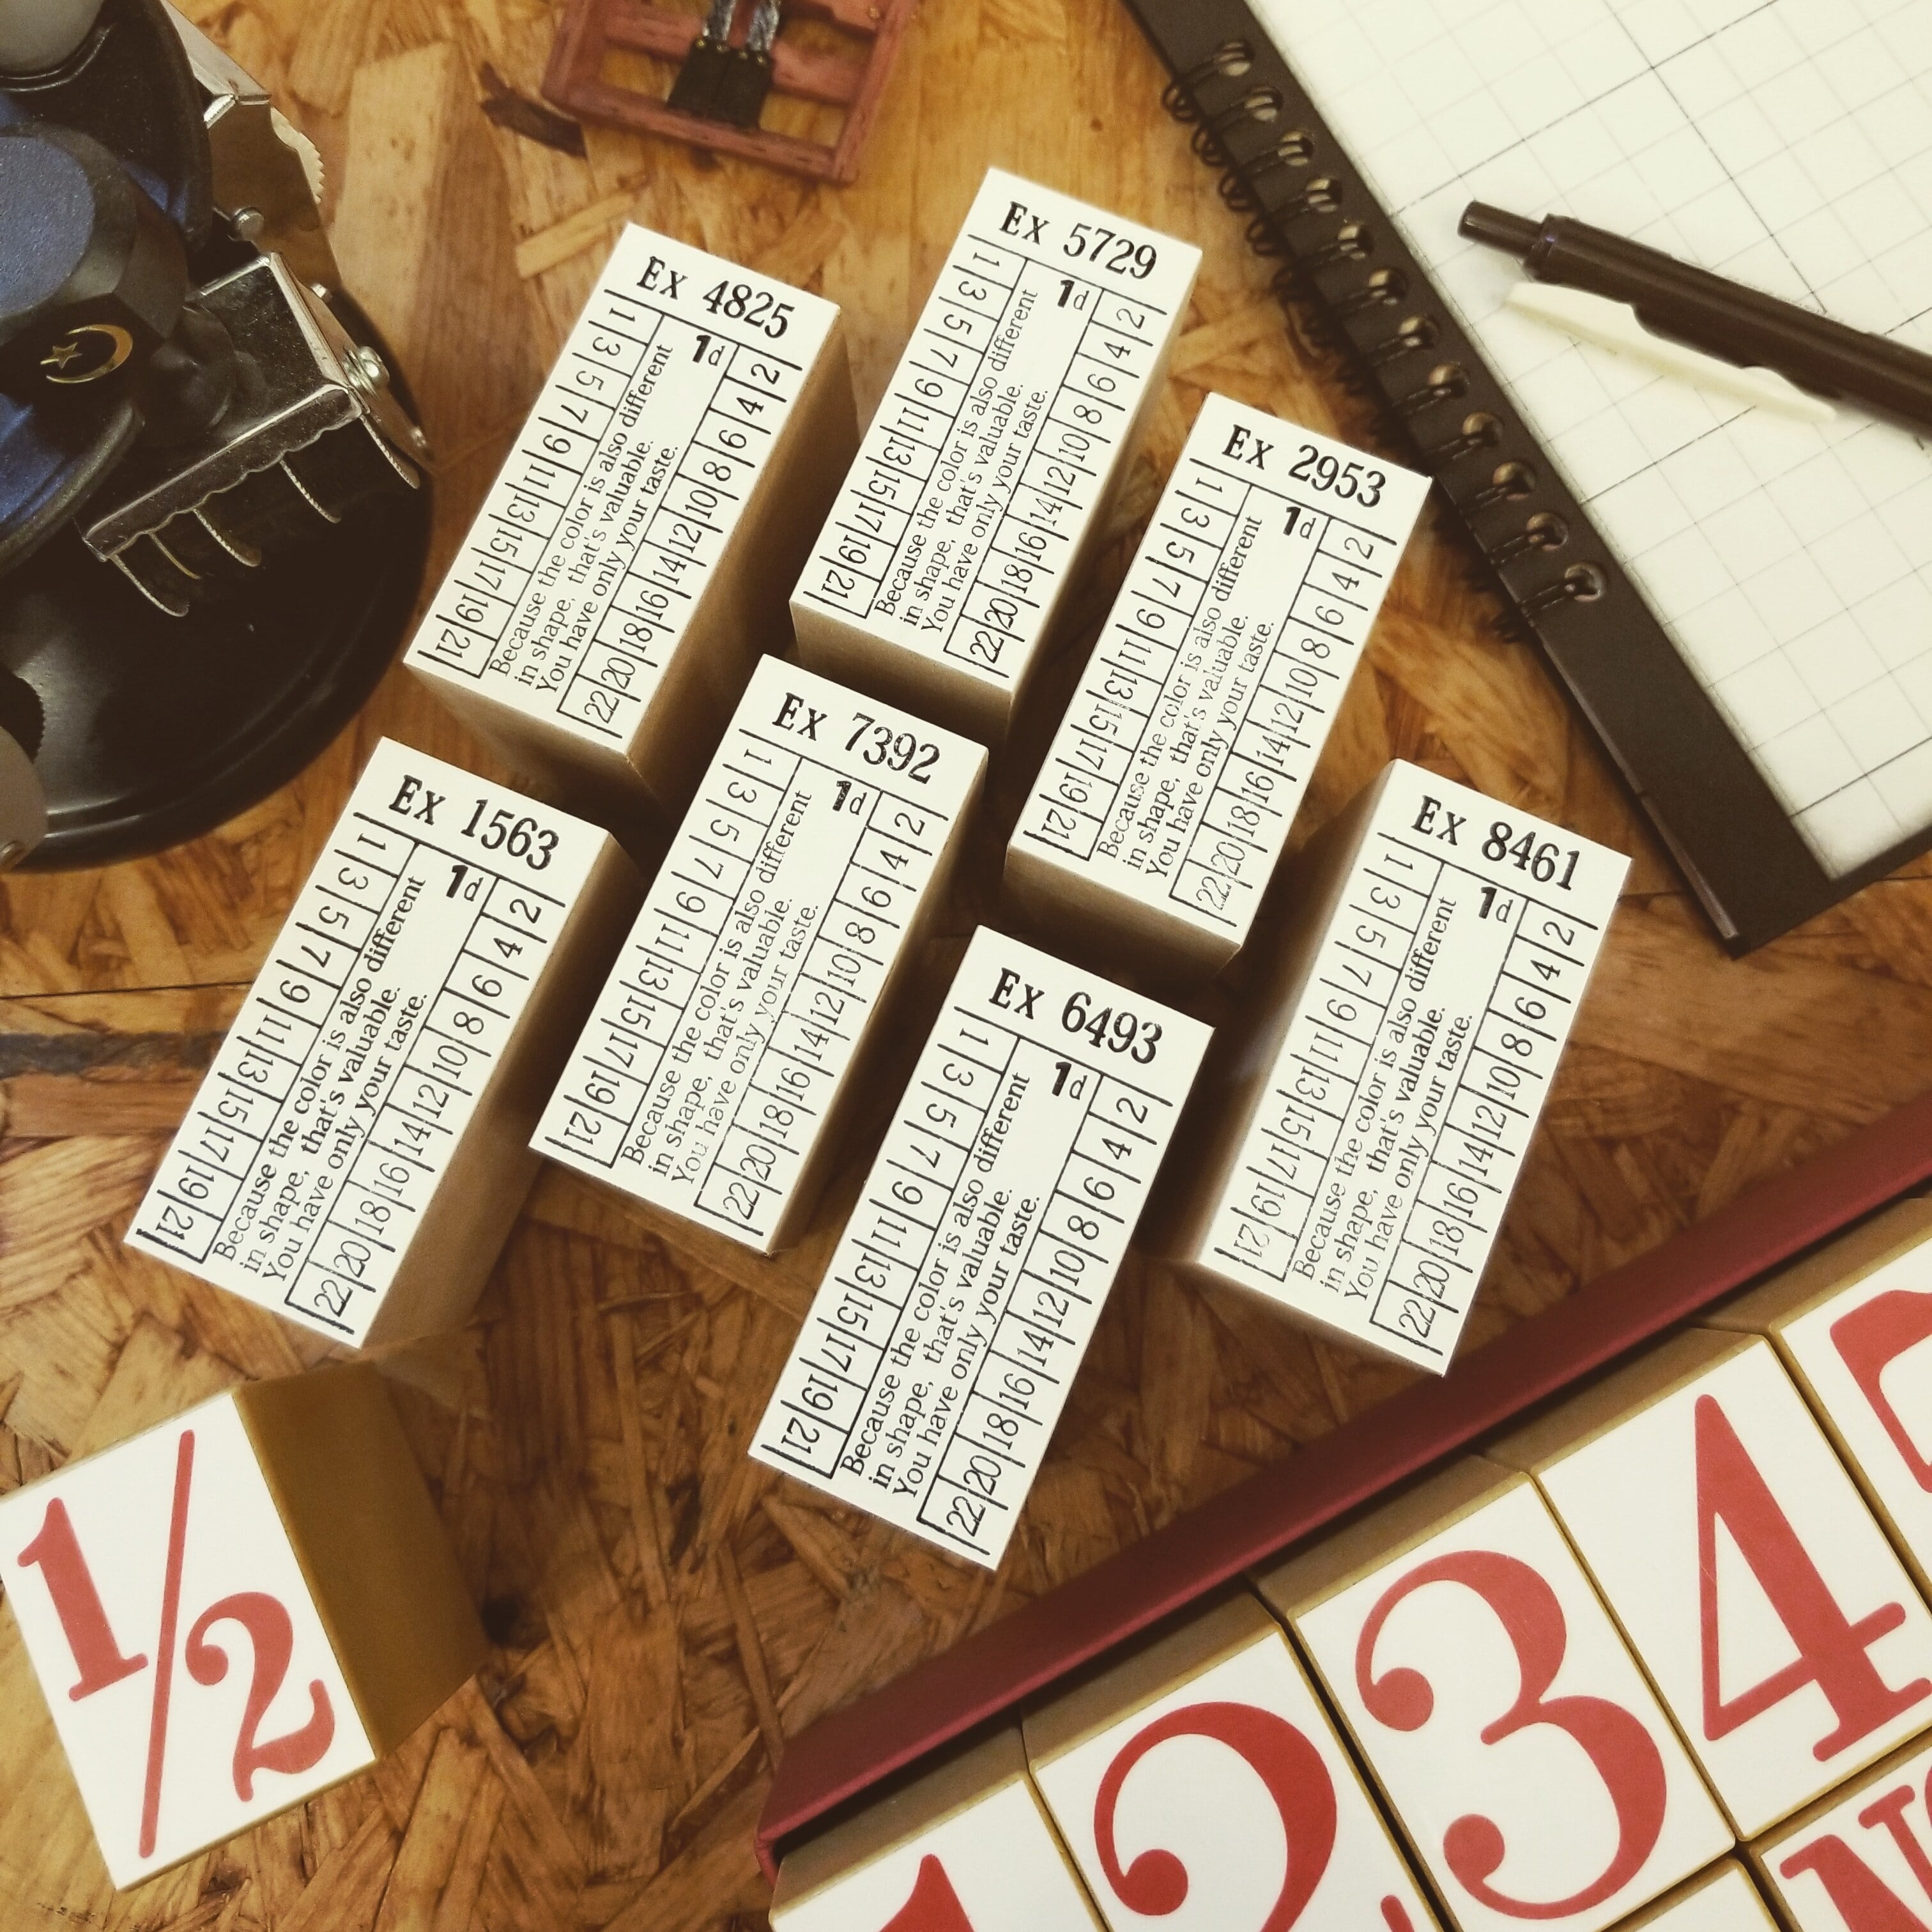 Ex 4825
1d
1 3 5 7 9 11 13 15 17 19 21
Because the color is also different
in shape, that's valuable.
You have only your taste.
2 4 6 8 10 12 14 16 18 20 22
Ex 5729
1d
1 3 5 7 9 11 13 15 17 19 21
Because the color is also different
in shape, that's valuable.
You have only your taste.
2 4 6 8 10 12 14 16 18 20 22
Ex 2953
1d
1 3 5 7 9 11 13 15 17 19 21
Because the color is also different
in shape, that's valuable.
You have only your taste.
2 4 6 8 10 12 14 16 18 20 22
Ex 1563
1d
1 3 5 7 9 11 13 15 17 19 21
Because the color is also different
in shape, that's valuable.
You have only your taste.
2 4 6 8 10 12 14 16 18 20 22
Ex 7392
1d
1 3 5 7 9 11 13 15 17 19 21
Because the color is also different
in shape, that's valuable.
You have only your taste.
2 4 6 8 10 12 14 16 18 20 22
Ex 6493
1d
1 3 5 7 9 11 13 15 17 19 21
Because the color is also different
in shape, that's valuable.
You have only your taste.
2 4 6 8 10 12 14 16 18 20 22
Ex 8461
1d
1 3 5 7 9 11 13 15 17 19 21
Because the color is also different
in shape, that's valuable.
You have only your taste.
2 4 6 8 10 12 14 16 18 20 22
1/2
1 2 3 4